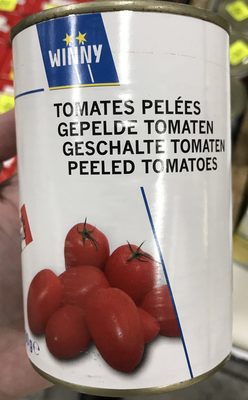 WINNY
TOMATES PELÉES
GEPELDE TOMATEN
GESCHALTE TOMATEN
PEELED TOMATOES